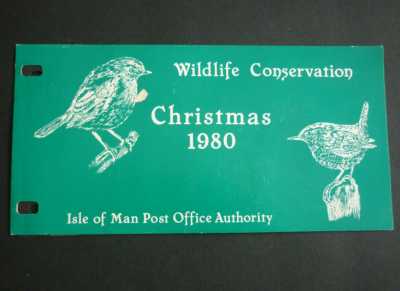 Wildlife Conservation
Christmas
1980
Isle of Man Post Office Authority